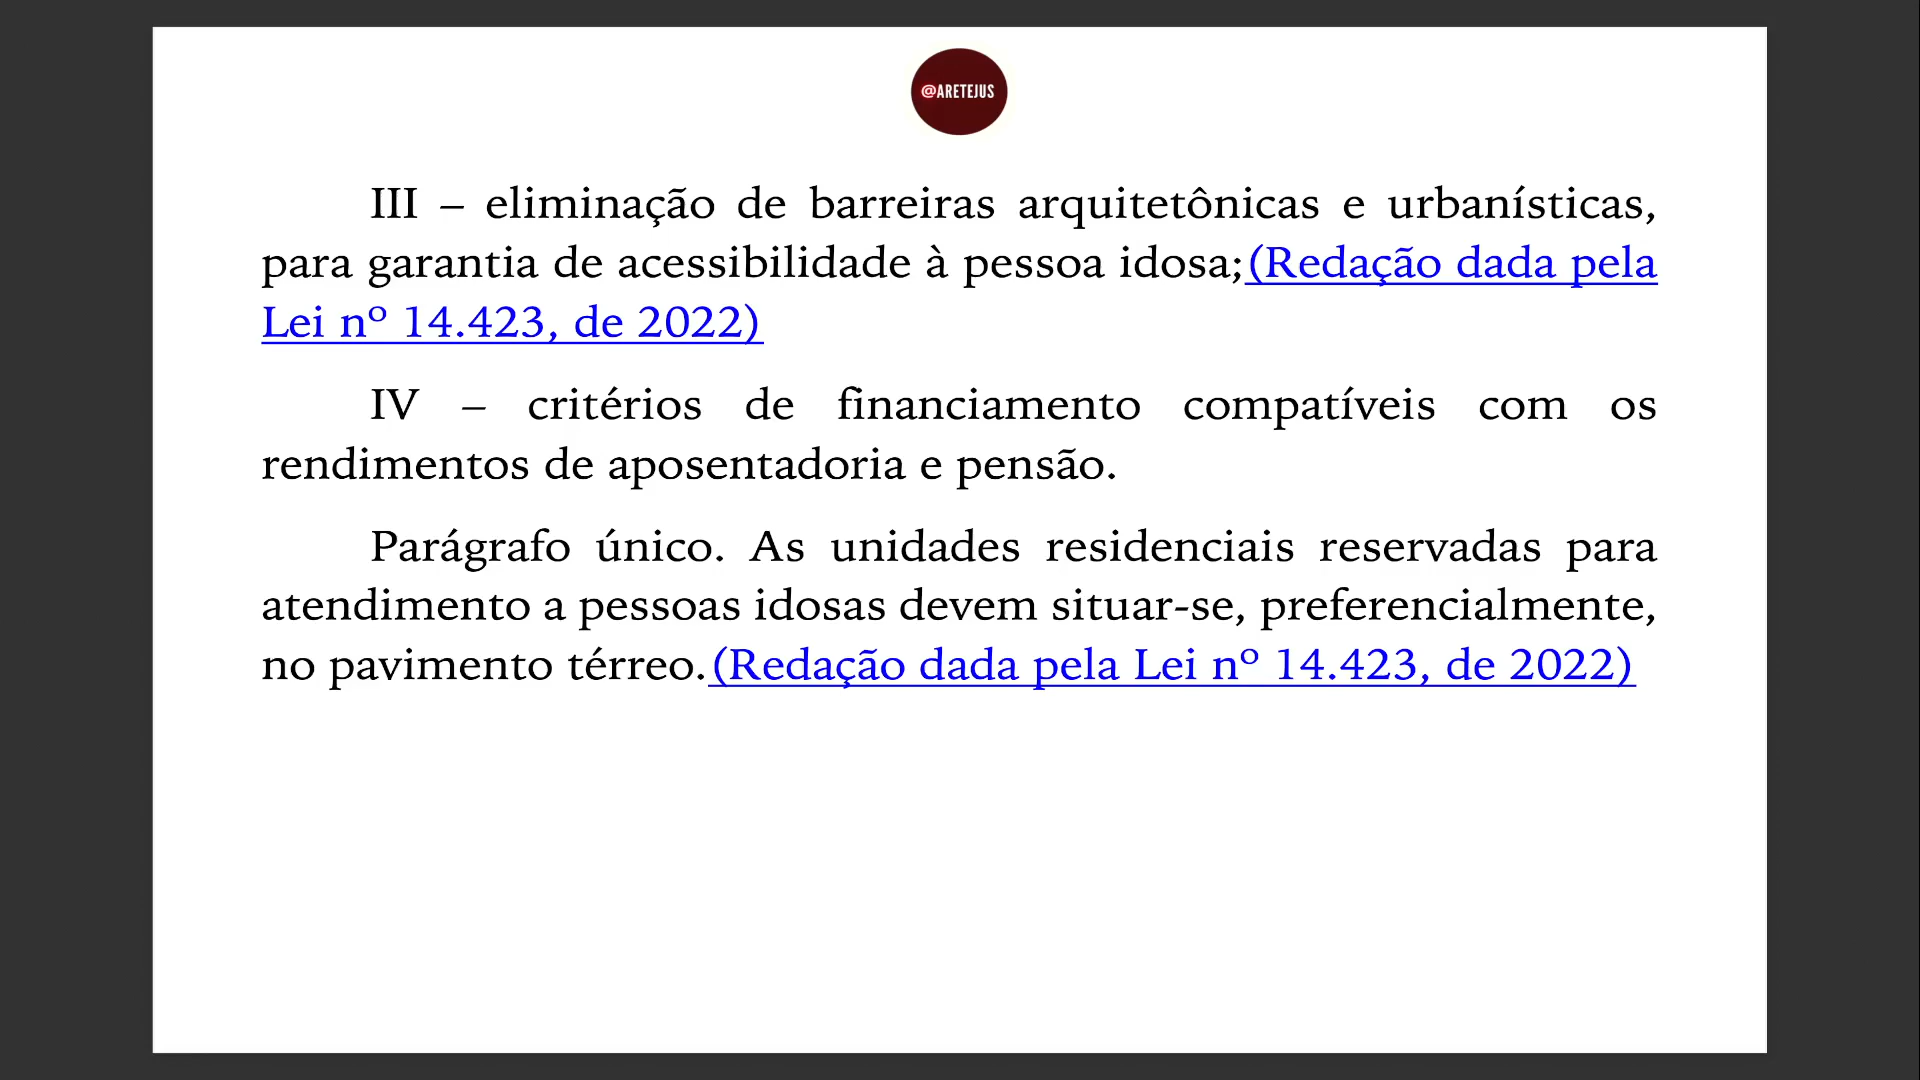 @ARETEJUS
III – eliminação de barreiras arquitetônicas e urbanísticas,
para garantia de acessibilidade à pessoa idosa;(Redação dada pela
Lei nº 14.423, de 2022)
IV – critérios de financiamento compatíveis com os
rendimentos de aposentadoria e pensão.
Parágrafo único. As unidades residenciais reservadas para
atendimento a pessoas idosas devem situar-se, preferencialmente,
no pavimento térreo.(Redação dada pela Lei nº 14.423, de 2022)